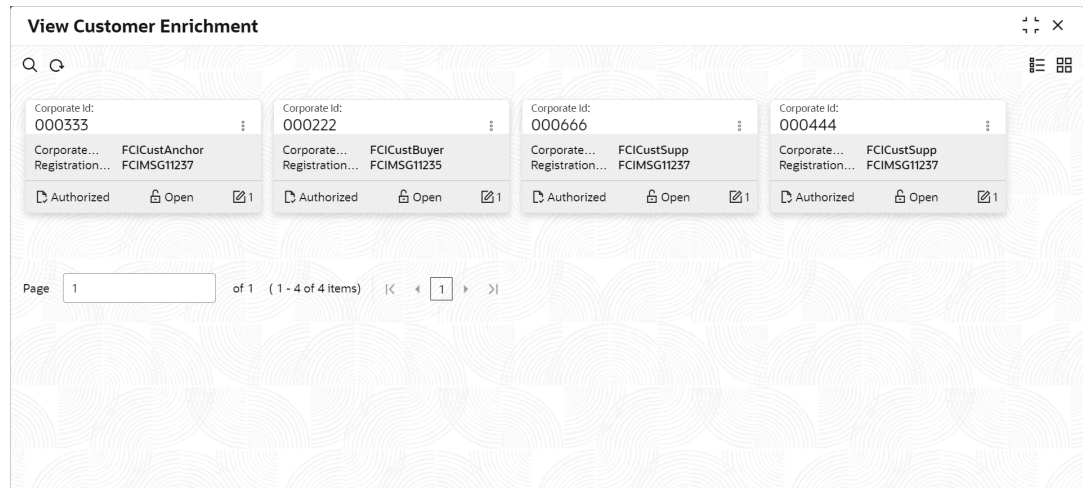 View Customer Enrichment
Corporate Id:
000333
Corporate... FCICustAnchor
Registration... FCIMSG11237
Authorized Open 1
Corporate Id:
000222
Corporate... FCICustBuyer
Registration... FCIMSG11235
Authorized Open 1
Corporate Id:
000666
Corporate... FCICustSupp
Registration... FCIMSG11237
Authorized Open 1
Corporate Id:
000444
Corporate... FCICustSupp
Registration... FCIMSG11237
Authorized Open 1
Page 1 of 1 ( 1 - 4 of 4 items) 1